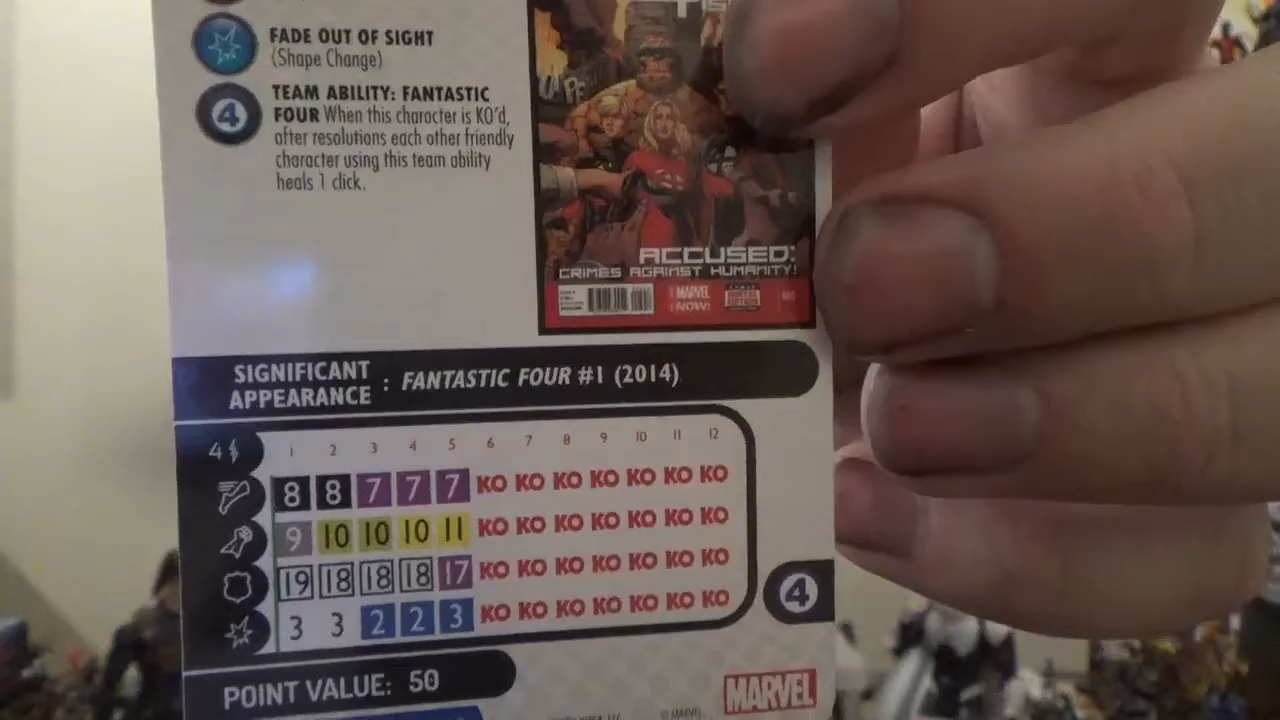 FADE OUT OF SIGHT
(Shape Change)
4
TEAM ABILITY: FANTASTIC
FOUR When this character is KO'd,
after resolutions each other friendly
character using this team ability
heals 1 click.
ACCUSED:
CRIMES AGAINST HUMANITY!
MARVEL
NOW!
SIGNIFICANT
APPEARANCE : FANTASTIC FOUR #1 (2014)
4 1 2 3 4 5 6 7 8 9 10 11 12
8 8 7 7 7 KO KO KO KO KO KO KO
9 10 10 10 11 KO KO KO KO KO KO KO
19 18 18 18 17 KO KO KO KO KO KO KO
3 3 2 2 3 KO KO KO KO KO KO KO
4
POINT VALUE: 50
MARVEL